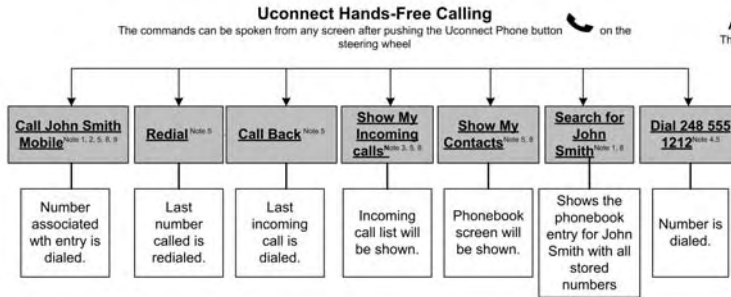 Uconnect Hands-Free Calling
The commands can be spoken from any screen after pushing the Uconnect Phone button on the
steering wheel
Th
Call John Smith
Mobile Note 1, 2, 5, 8, 9
Redial Note 5
Call Back Note 5
Show My
Incoming
calls Note 3, 5, 8
Show My
Contacts Note 5, 8
Search for
John
Smith Note 1, 8
Dial 248 555
1212 Note 4,5
Number
associated
wth entry is
dialed.
Last
number
called is
redialed.
Last
incoming
call is
dialed.
Incoming
call list will
be shown.
Phonebook
screen will
be shown.
Shows the
phonebook
entry for John
Smith with all
stored
numbers
Number is
dialed.